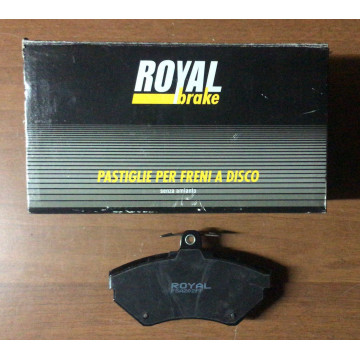 ROYAL
brake
PASTIGLIE PER FRENI A DISCO
senza amianto
ROYAL